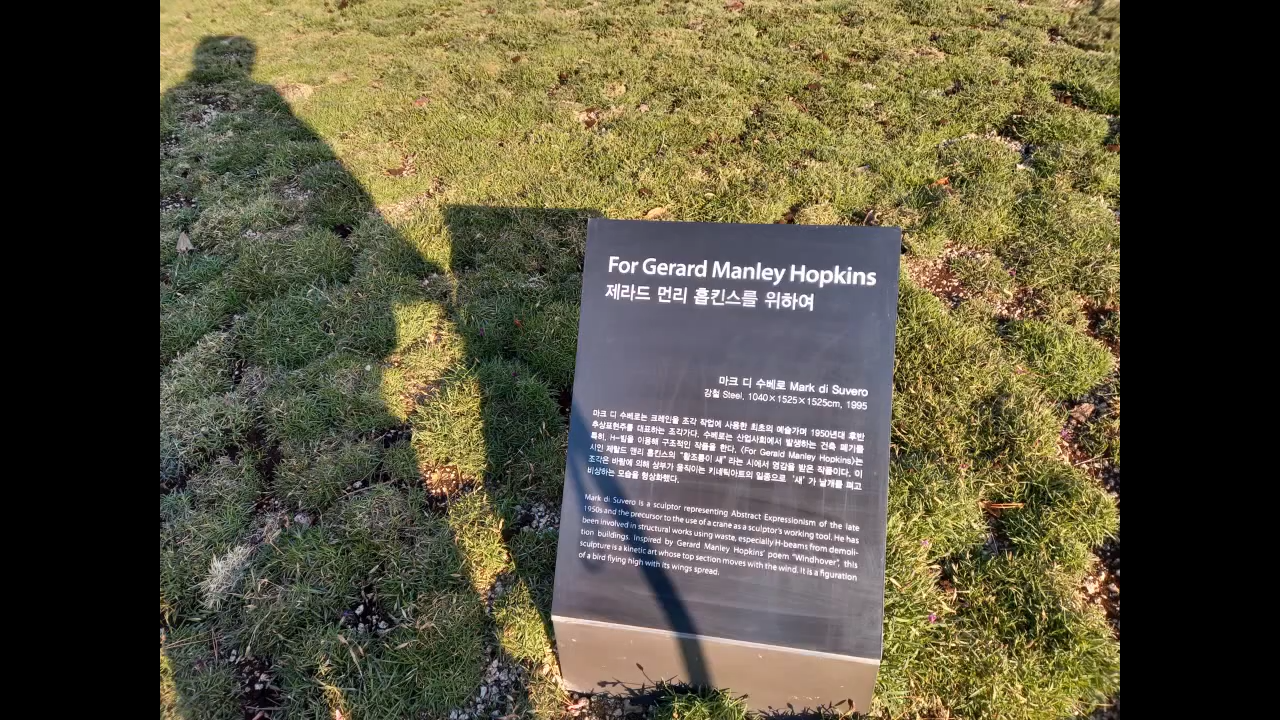 For Gerard Manley Hopkins
제라드 먼리 홉킨스를 위하여
마크 디 수베로 Mark di Suvero
강철 Steel, 1040×1525×1525cm, 1995
마크 디 수베로는 크레인을 조각 작업에 사용한 최초의 예술가며 1950년대 후반
추상표현주를 대표하는 조각가다. 수베로는 산업사회에서 발생하는 건축 폐기물
특히, H-빔을 이용해 구조적인 작품을 한다. 〈For Gerald Manley Hopkins〉는
시인 제랄드 맨리 홉킨스의 "황조롱이 새" 라는 시에서 영감을 받은 작품이다. 이
조각은 바람에 의해 상부가 움직이는 키네틱아트의 일종으로 '새' 가 날개를 펴고
비상하는 모습을 형상화했다.
Mark di Suvero is a sculptor representing Abstract Expressionism of the late
1950s and the precursor to the use of a crane as a sculptor's working tool. He has
been involved in structural works using waste, especially H-beams from demoli-
tion buildings. Inspired by Gerard Manley Hopkins' poem "Windhover", this
sculpture is a kinetic art whose top section moves with the wind. It is a figuration
of a bird flying high with its wings spread.